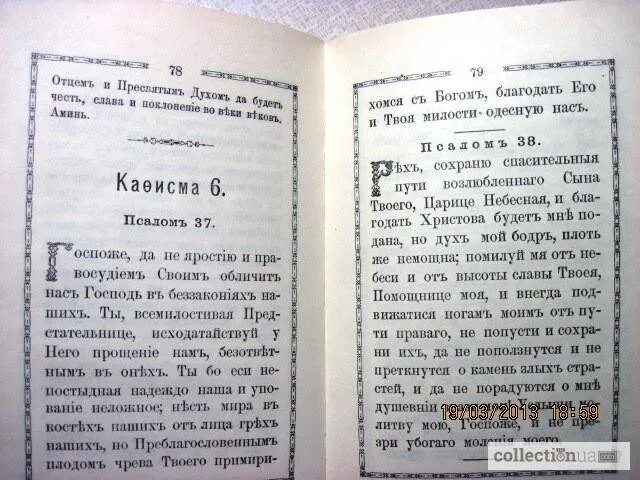 78
Отцемъ и Пресвятымъ Духомъ да будетъ
честь, слава и поклоненіе во вѣки вѣковъ.
Аминь.
Каѳисма 6.
Псаломъ 37.
Госпоже, да не яростію и пра-
восудіемъ Своимъ обличитъ
насъ Господь въ беззаконіяхъ на-
шихъ. Ты, всемилостивая Пред-
стательнице, исходатайствуй у
Него прощеніе намъ, безотвѣт-
нымъ въ онѣхъ. Ты бо еси не-
постыдная надеждо наша и упо-
ваніе неложное; нѣсть мира въ
костѣхъ нашихъ отъ лица грѣхъ
нашихъ, но Преблагословеннымъ
плодомъ чрева Твоего примири-
79
хомся съ Богомъ, благодать Его
и Твоя милости одесную насъ.
Псаломъ 38.
Рѣхъ, сохраню спасительныя
пути возлюбленнаго Сына
Твоего, Царице Небесная, и благо-
дать Христова будетъ мнѣ по-
дана, но духъ мой бодръ, плоть
же немощна; помилуй мя отъ не-
беси и отъ высоты славы Твоея,
Помощнице моя, и внегда под-
вижатися ногамъ моимъ отъ пу-
ти праваго, не попусти и сохра-
ни ихъ, да не поползнутся и не
преткнутся о камень злыхъ стра-
стей, и да не порадуются о мнѣ
душевніи
литву мою, Госпоже, и не пре-
зри убогаго моленія моего.
19/03/2013 18:59
collection.ua